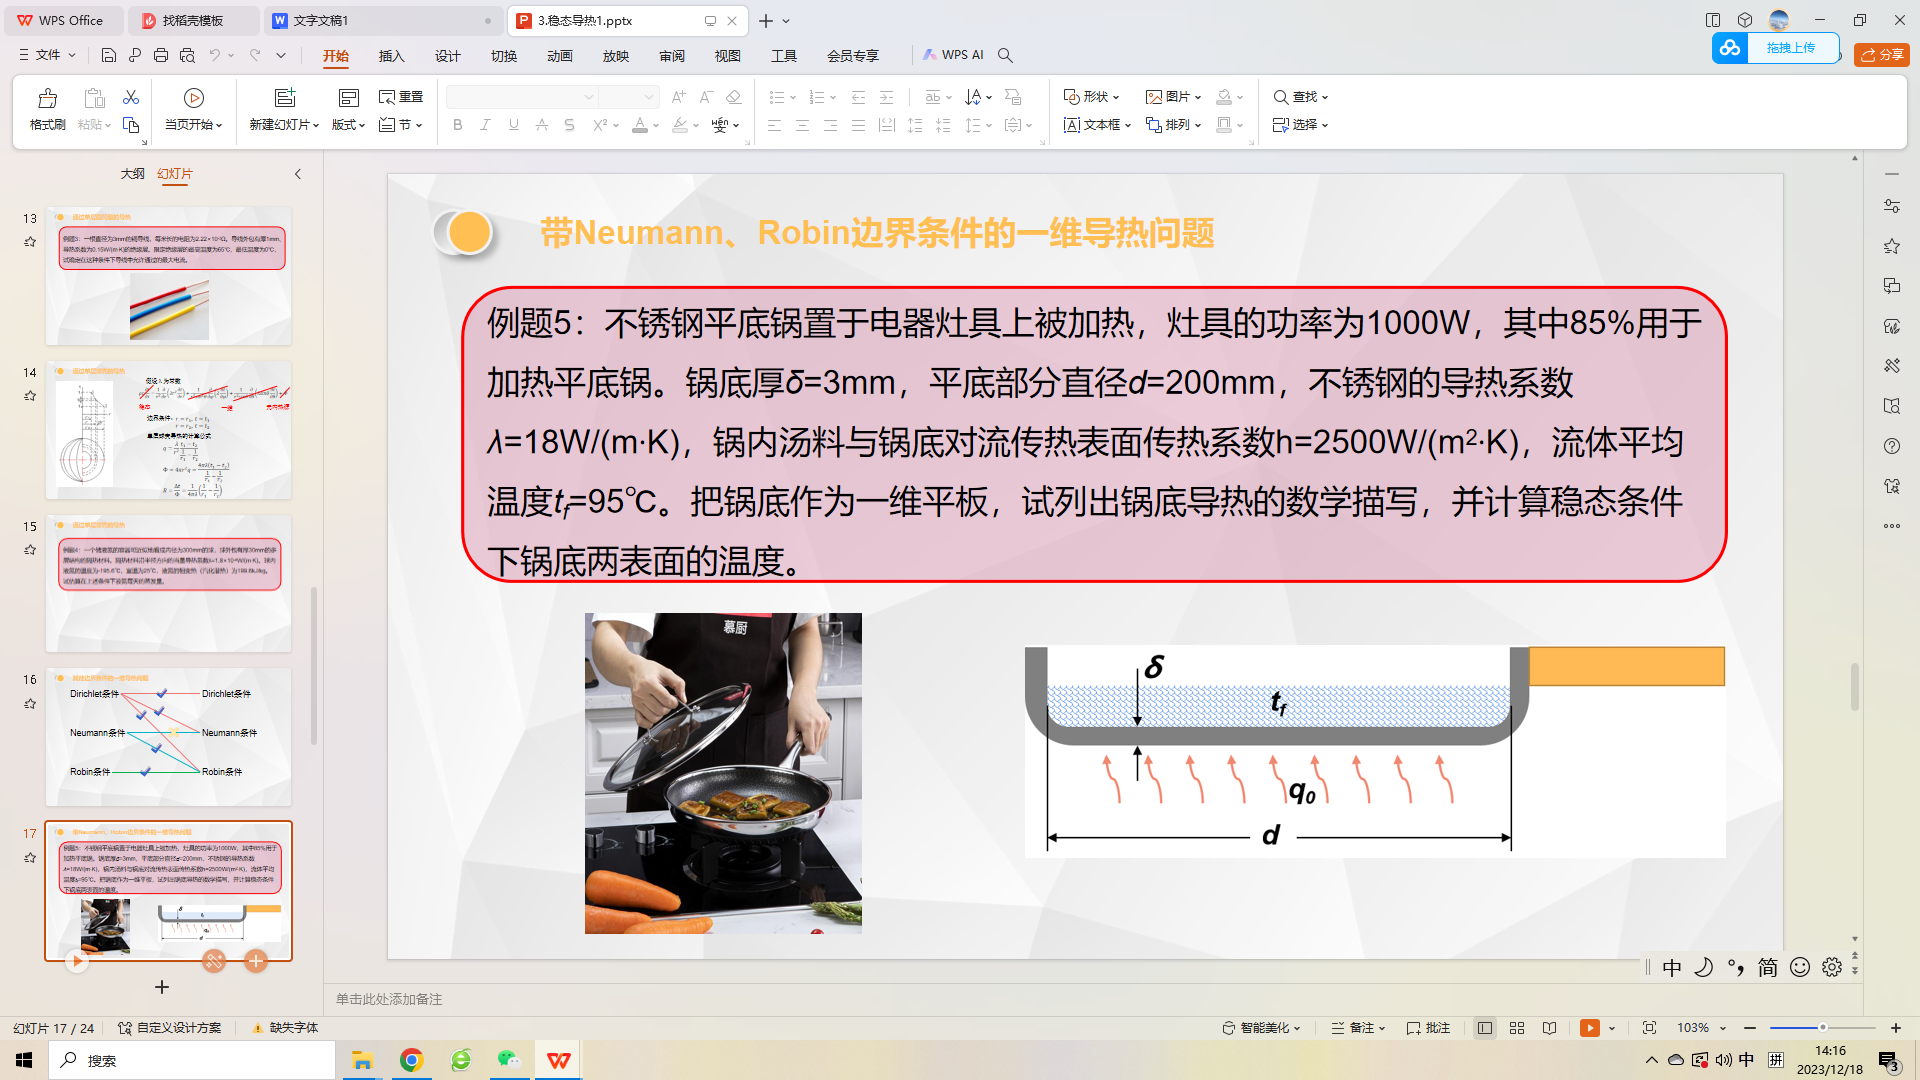 WPS Office
找稻壳模板
文字文稿1
3.稳态导热1.pptx
文件
开始
插入
设计
切换
动画
放映
审阅
视图
工具
会员专享
WPS AI
拖拽上传
分享
格式刷
粘贴
当页开始
新建幻灯片
版式
重置
节
形状
图片
文本框
排列
查找
选择
大纲
幻灯片
13
14
15
16
Dirichlet条件
Dirichlet条件
Neumann条件
Neumann条件
Robin条件
Robin条件
17
带Neumann、Robin边界条件的一维导热问题
例题5：不锈钢平底锅置于电器灶具上被加热，灶具的功率为1000W，其中85%用于
加热平底锅。锅底厚δ=3mm，平底部分直径d=200mm，不锈钢的导热系数
λ=18W/(m·K)，锅内汤料与锅底对流传热表面传热系数h=2500W/(m²·K)，流体平均
温度tf=95℃。把锅底作为一维平板，试列出锅底导热的数学描写，并计算稳态条件
下锅底两表面的温度。
慕厨
δ
tf
q0
d
中
简
单击此处添加备注
幻灯片 17 / 24
自定义设计方案
缺失字体
智能美化
备注
批注
103%
搜索
中
拼
14:16
2023/12/18
3